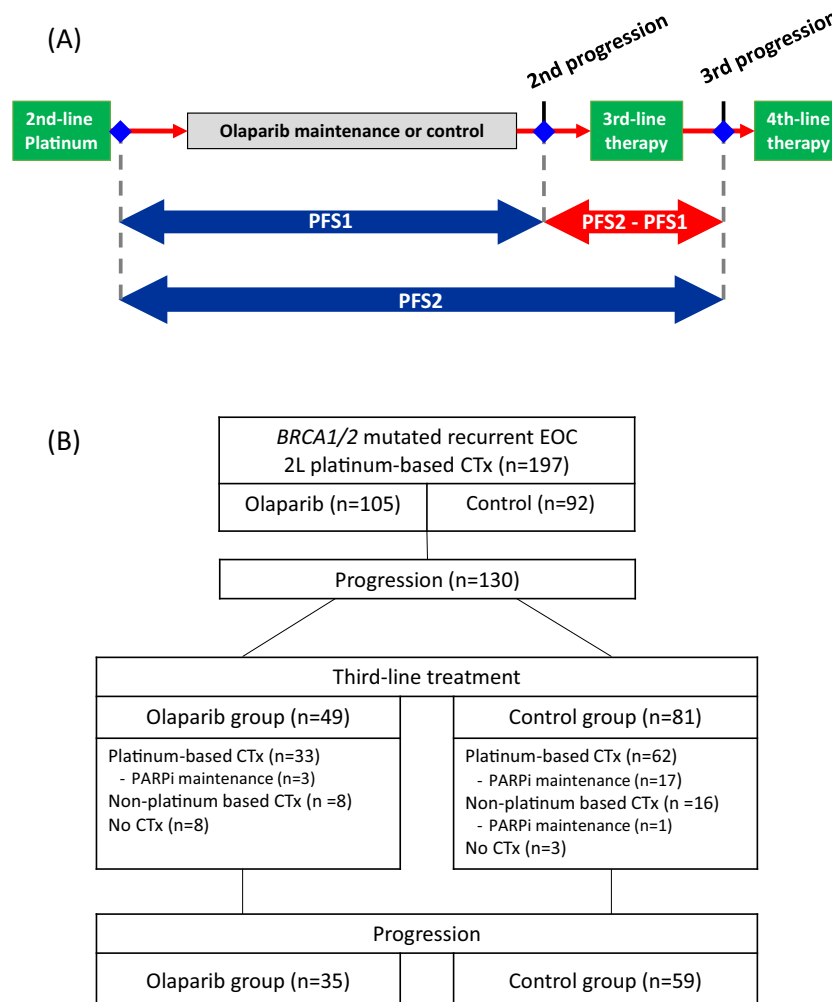 (A)
2nd progression
3rd progression
2nd-line
Platinum
Olaparib maintenance or control
3rd-line
therapy
4th-line
therapy
PFS1
PFS2 - PFS1
PFS2
(B)
BRCA1/2 mutated recurrent EOC
2L platinum-based CTx (n=197)
Olaparib (n=105)
Control (n=92)
Progression (n=130)
Third-line treatment
Olaparib group (n=49)
Control group (n=81)
Platinum-based CTx (n=33)
- PARPi maintenance (n=3)
Non-platinum based CTx (n =8)
No CTx (n=8)
Platinum-based CTx (n=62)
- PARPi maintenance (n=17)
Non-platinum based CTx (n =16)
- PARPi maintenance (n=1)
No CTx (n=3)
Progression
Olaparib group (n=35)
Control group (n=59)